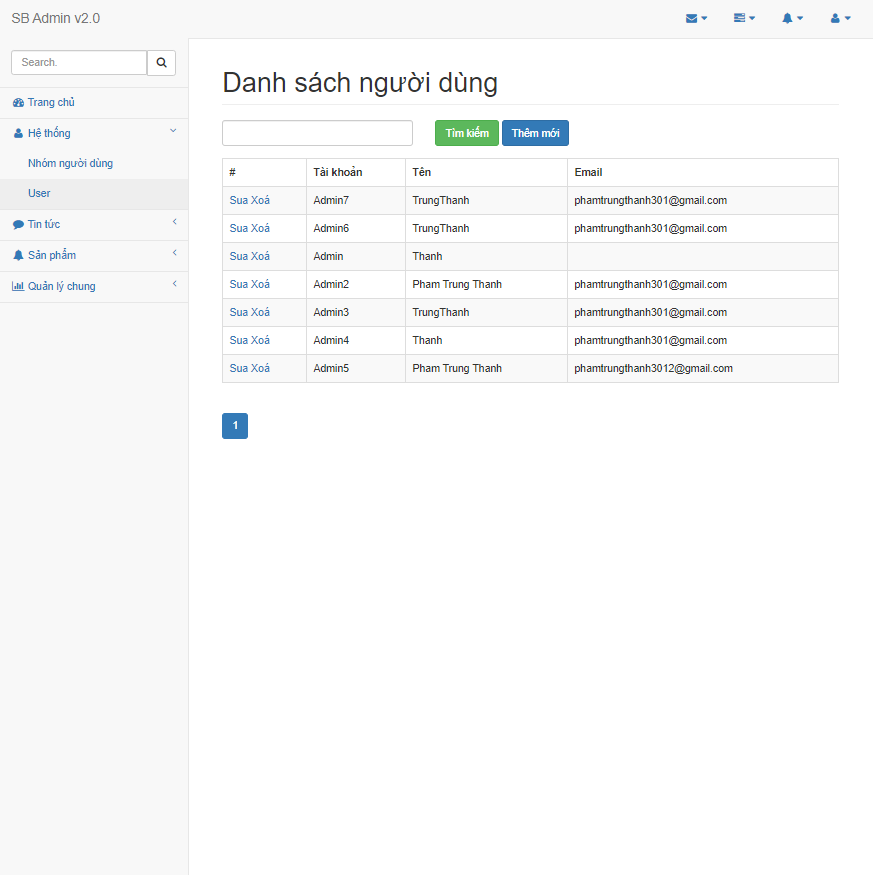 SB Admin v2.0
Search.
Trang chủ
Hệ thống
Nhóm người dùng
User
Tin tức
Sản phẩm
Quản lý chung
Danh sách người dùng
Tìm kiếm Thêm mới
# Tài khoản Tên Email
Sua Xoá Admin7 TrungThanh phamtrungthanh301@gmail.com
Sua Xoá Admin6 TrungThanh phamtrungthanh301@gmail.com
Sua Xoá Admin Thanh
Sua Xoá Admin2 Pham Trung Thanh phamtrungthanh301@gmail.com
Sua Xoá Admin3 TrungThanh phamtrungthanh301@gmail.com
Sua Xoá Admin4 Thanh phamtrungthanh301@gmail.com
Sua Xoá Admin5 Pham Trung Thanh phamtrungthanh3012@gmail.com
1